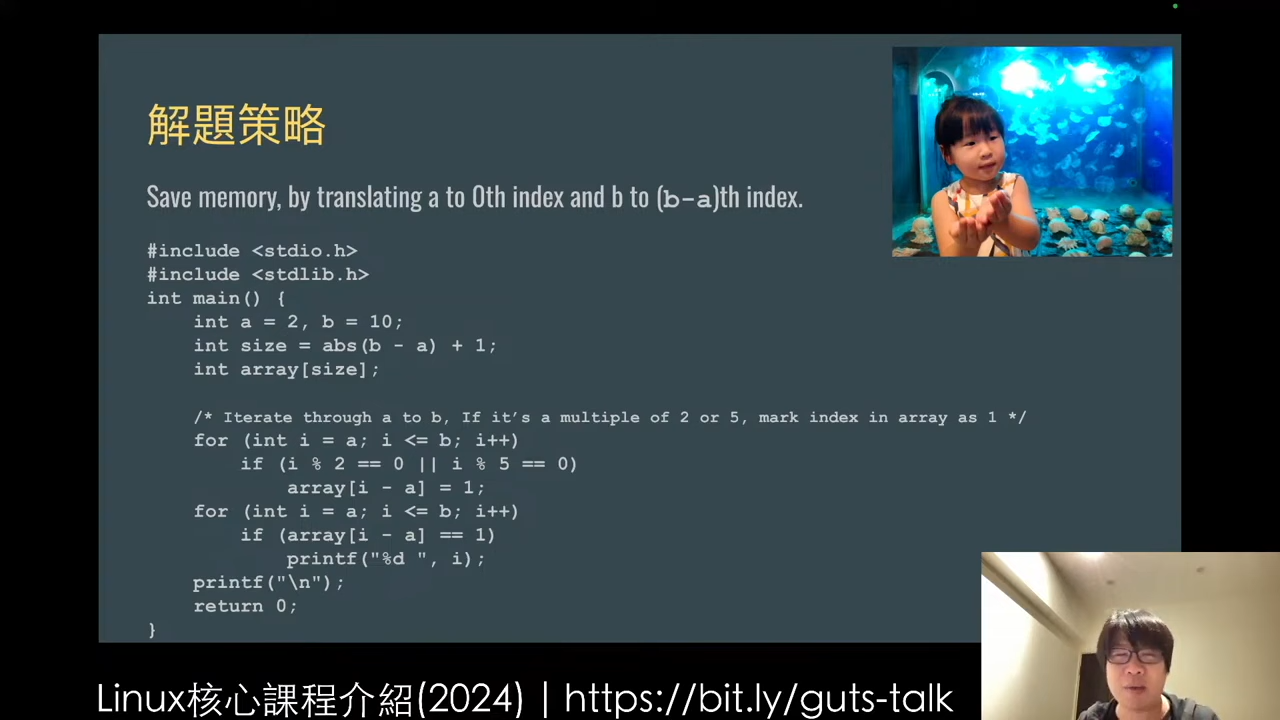 解題策略
Save memory, by translating a to 0th index and b to (b-a)th index.
#include <stdio.h>
#include <stdlib.h>
int main() {
    int a = 2, b = 10;
    int size = abs(b - a) + 1;
    int array[size];
    /* Iterate through a to b, If it's a multiple of 2 or 5, mark index in array as 1 */
    for (int i = a; i <= b; i++)
        if (i % 2 == 0 || i % 5 == 0)
            array[i - a] = 1;
    for (int i = a; i <= b; i++)
        if (array[i - a] == 1)
            printf("%d ", i);
    printf("\n");
    return 0;
}
Linux核心課程介紹(2024) | https://bit.ly/guts-talk